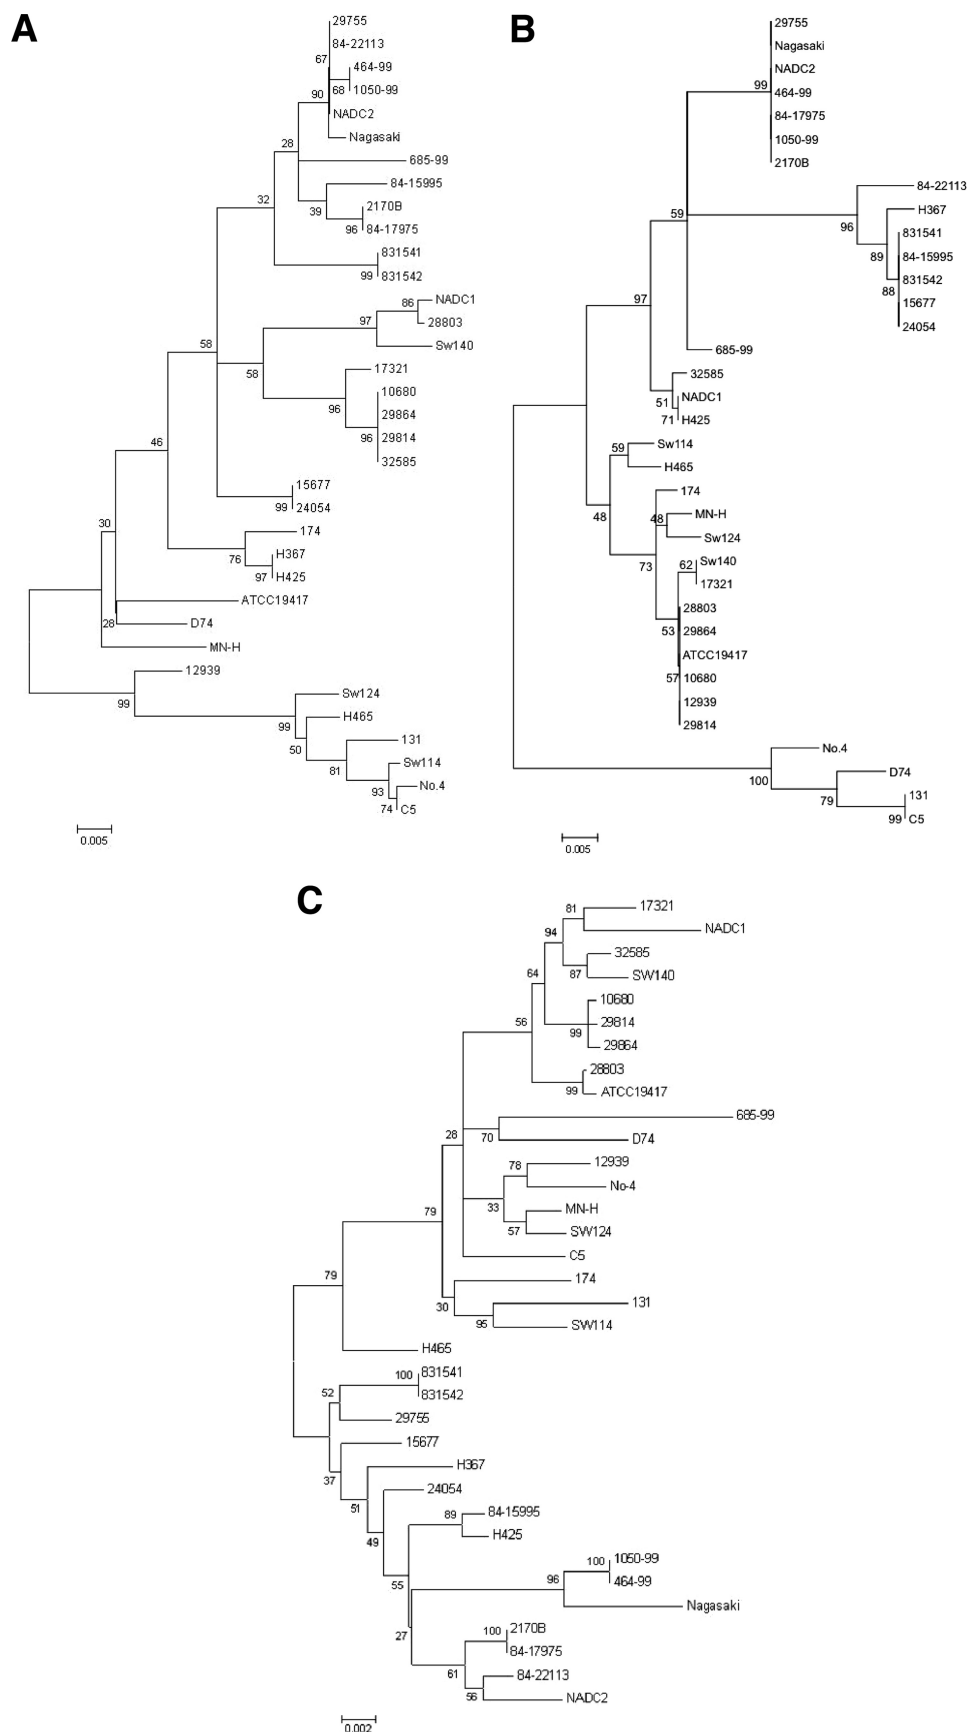 A
29755
84-22113
67
464-99
68
1050-99
90
NADC2
Nagasaki
28
685-99
84-15995
32
39
2170B
96
84-17975
831541
99
831542
86
NADC1
97
28803
Sw140
58
58
17321
96
10680
29864
96
29814
32585
46
15677
99
24054
30
174
76
H367
97
H425
ATCC19417
28
D74
MN-H
12939
99
Sw124
99
H465
50
131
81
Sw114
93
No.4
74
C5
0.005
B
29755
Nagasaki
NADC2
99
464-99
84-17975
1050-99
2170B
84-22113
59
96
H367
831541
89
84-15995
831542
88
15677
24054
97
685-99
32585
51
NADC1
71
H425
Sw114
59
H465
48
174
48
MN-H
Sw124
73
Sw140
62
17321
28803
53
29864
ATCC19417
57
10680
12939
29814
No.4
100
D74
79
131
99
C5
0.005
C
81
17321
94
NADC1
32585
87
SW140
64
10680
56
99
29814
29864
28803
99
ATCC19417
685-99
28
70
D74
78
12939
No-4
33
MN-H
57
SW124
79
C5
174
30
131
95
SW114
79
H465
100
831541
831542
52
29755
15677
37
H367
51
24054
49
89
84-15995
H425
55
100
1050-99
96
464-99
Nagasaki
27
100
2170B
84-17975
61
84-22113
56
NADC2
0.002